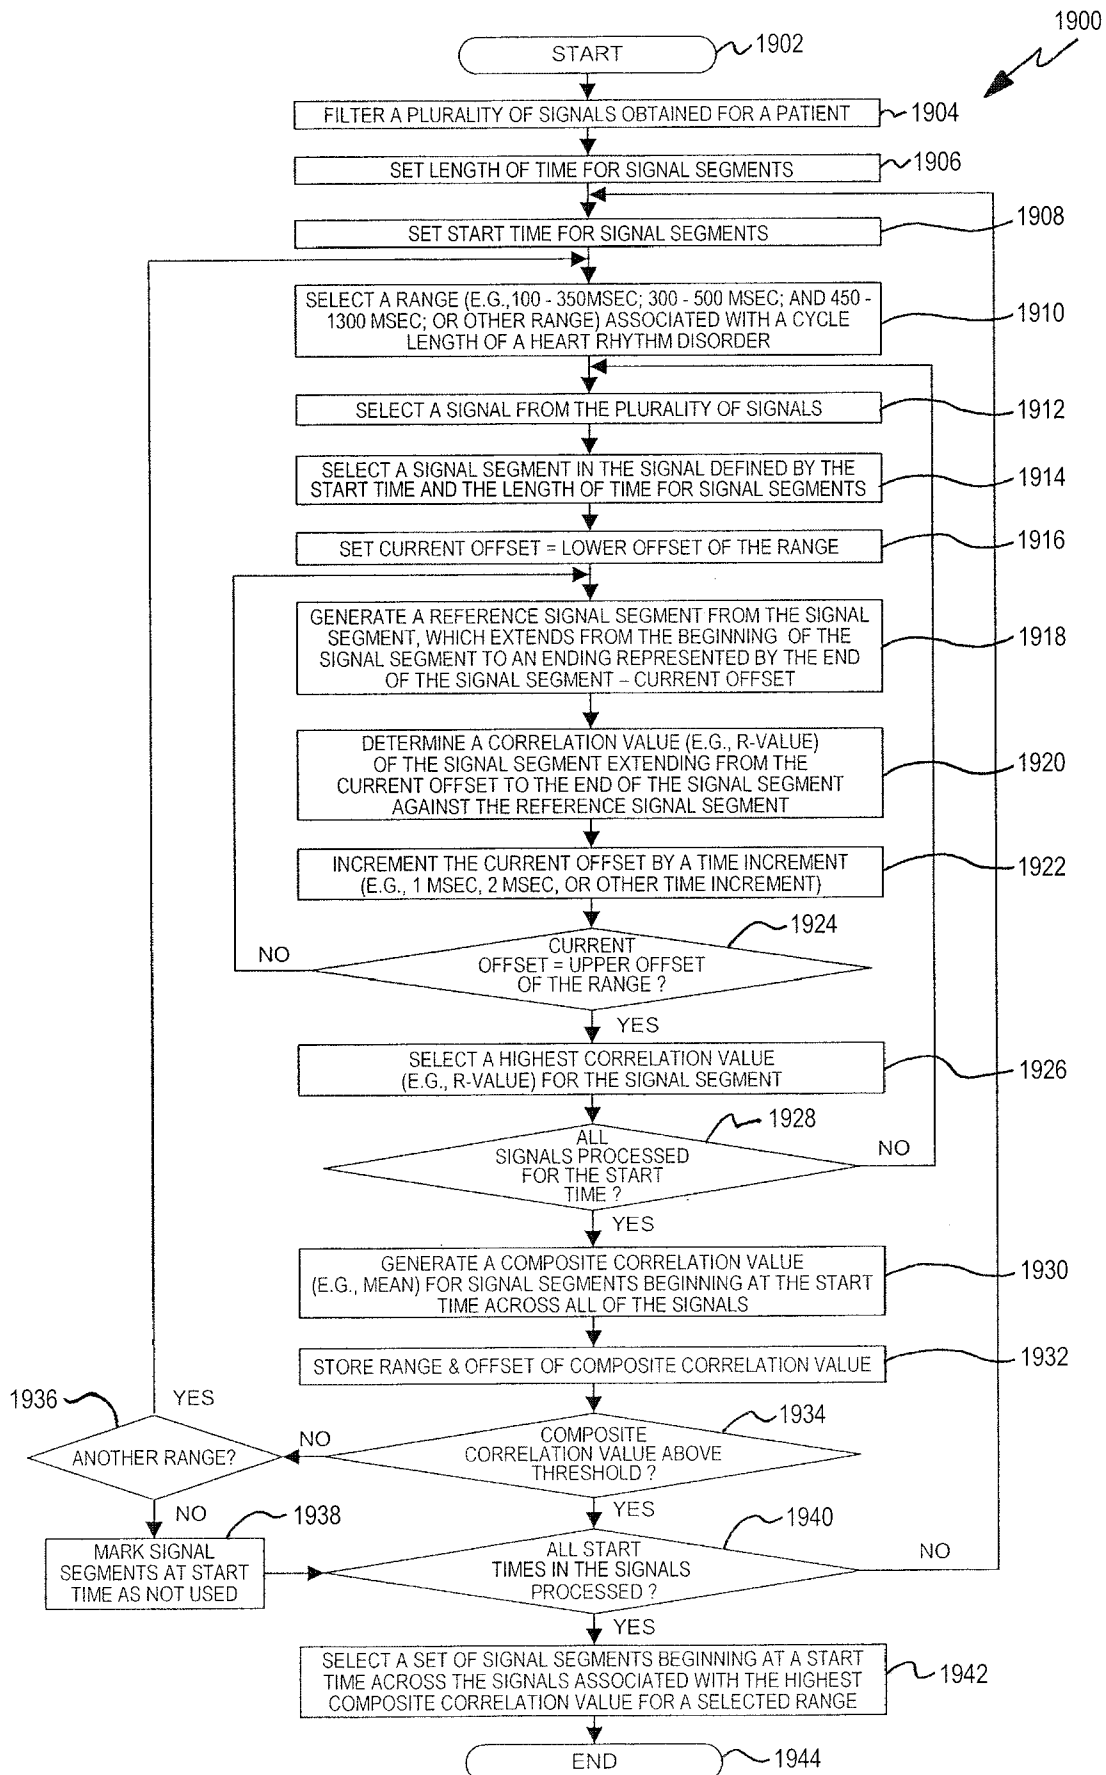 1900
START
1902
FILTER A PLURALITY OF SIGNALS OBTAINED FOR A PATIENT
1904
SET LENGTH OF TIME FOR SIGNAL SEGMENTS
1906
SET START TIME FOR SIGNAL SEGMENTS
1908
SELECT A RANGE (E.G.,100 - 350MSEC; 300 - 500 MSEC; AND 450 -
1300 MSEC; OR OTHER RANGE) ASSOCIATED WITH A CYCLE
LENGTH OF A HEART RHYTHM DISORDER
1910
SELECT A SIGNAL FROM THE PLURALITY OF SIGNALS
1912
SELECT A SIGNAL SEGMENT IN THE SIGNAL DEFINED BY THE
START TIME AND THE LENGTH OF TIME FOR SIGNAL SEGMENTS
1914
SET CURRENT OFFSET = LOWER OFFSET OF THE RANGE
1916
GENERATE A REFERENCE SIGNAL SEGMENT FROM THE SIGNAL
SEGMENT, WHICH EXTENDS FROM THE BEGINNING OF THE
SIGNAL SEGMENT TO AN ENDING REPRESENTED BY THE END
OF THE SIGNAL SEGMENT – CURRENT OFFSET
1918
DETERMINE A CORRELATION VALUE (E.G., R-VALUE)
OF THE SIGNAL SEGMENT EXTENDING FROM THE
CURRENT OFFSET TO THE END OF THE SIGNAL SEGMENT
AGAINST THE REFERENCE SIGNAL SEGMENT
1920
INCREMENT THE CURRENT OFFSET BY A TIME INCREMENT
(E.G., 1 MSEC, 2 MSEC, OR OTHER TIME INCREMENT)
1922
1924
NO
CURRENT
OFFSET = UPPER OFFSET
OF THE RANGE ?
YES
SELECT A HIGHEST CORRELATION VALUE
(E.G., R-VALUE) FOR THE SIGNAL SEGMENT
1926
1928
ALL
SIGNALS PROCESSED
FOR THE START
TIME ?
NO
YES
GENERATE A COMPOSITE CORRELATION VALUE
(E.G., MEAN) FOR SIGNAL SEGMENTS BEGINNING AT THE START
TIME ACROSS ALL OF THE SIGNALS
1930
STORE RANGE & OFFSET OF COMPOSITE CORRELATION VALUE
1932
1936
YES
1934
ANOTHER RANGE?
NO
COMPOSITE
CORRELATION VALUE ABOVE
THRESHOLD ?
NO
1938
YES
1940
MARK SIGNAL
SEGMENTS AT START
TIME AS NOT USED
ALL START
TIMES IN THE SIGNALS
PROCESSED ?
NO
YES
SELECT A SET OF SIGNAL SEGMENTS BEGINNING AT A START
TIME ACROSS THE SIGNALS ASSOCIATED WITH THE HIGHEST
COMPOSITE CORRELATION VALUE FOR A SELECTED RANGE
1942
END
1944